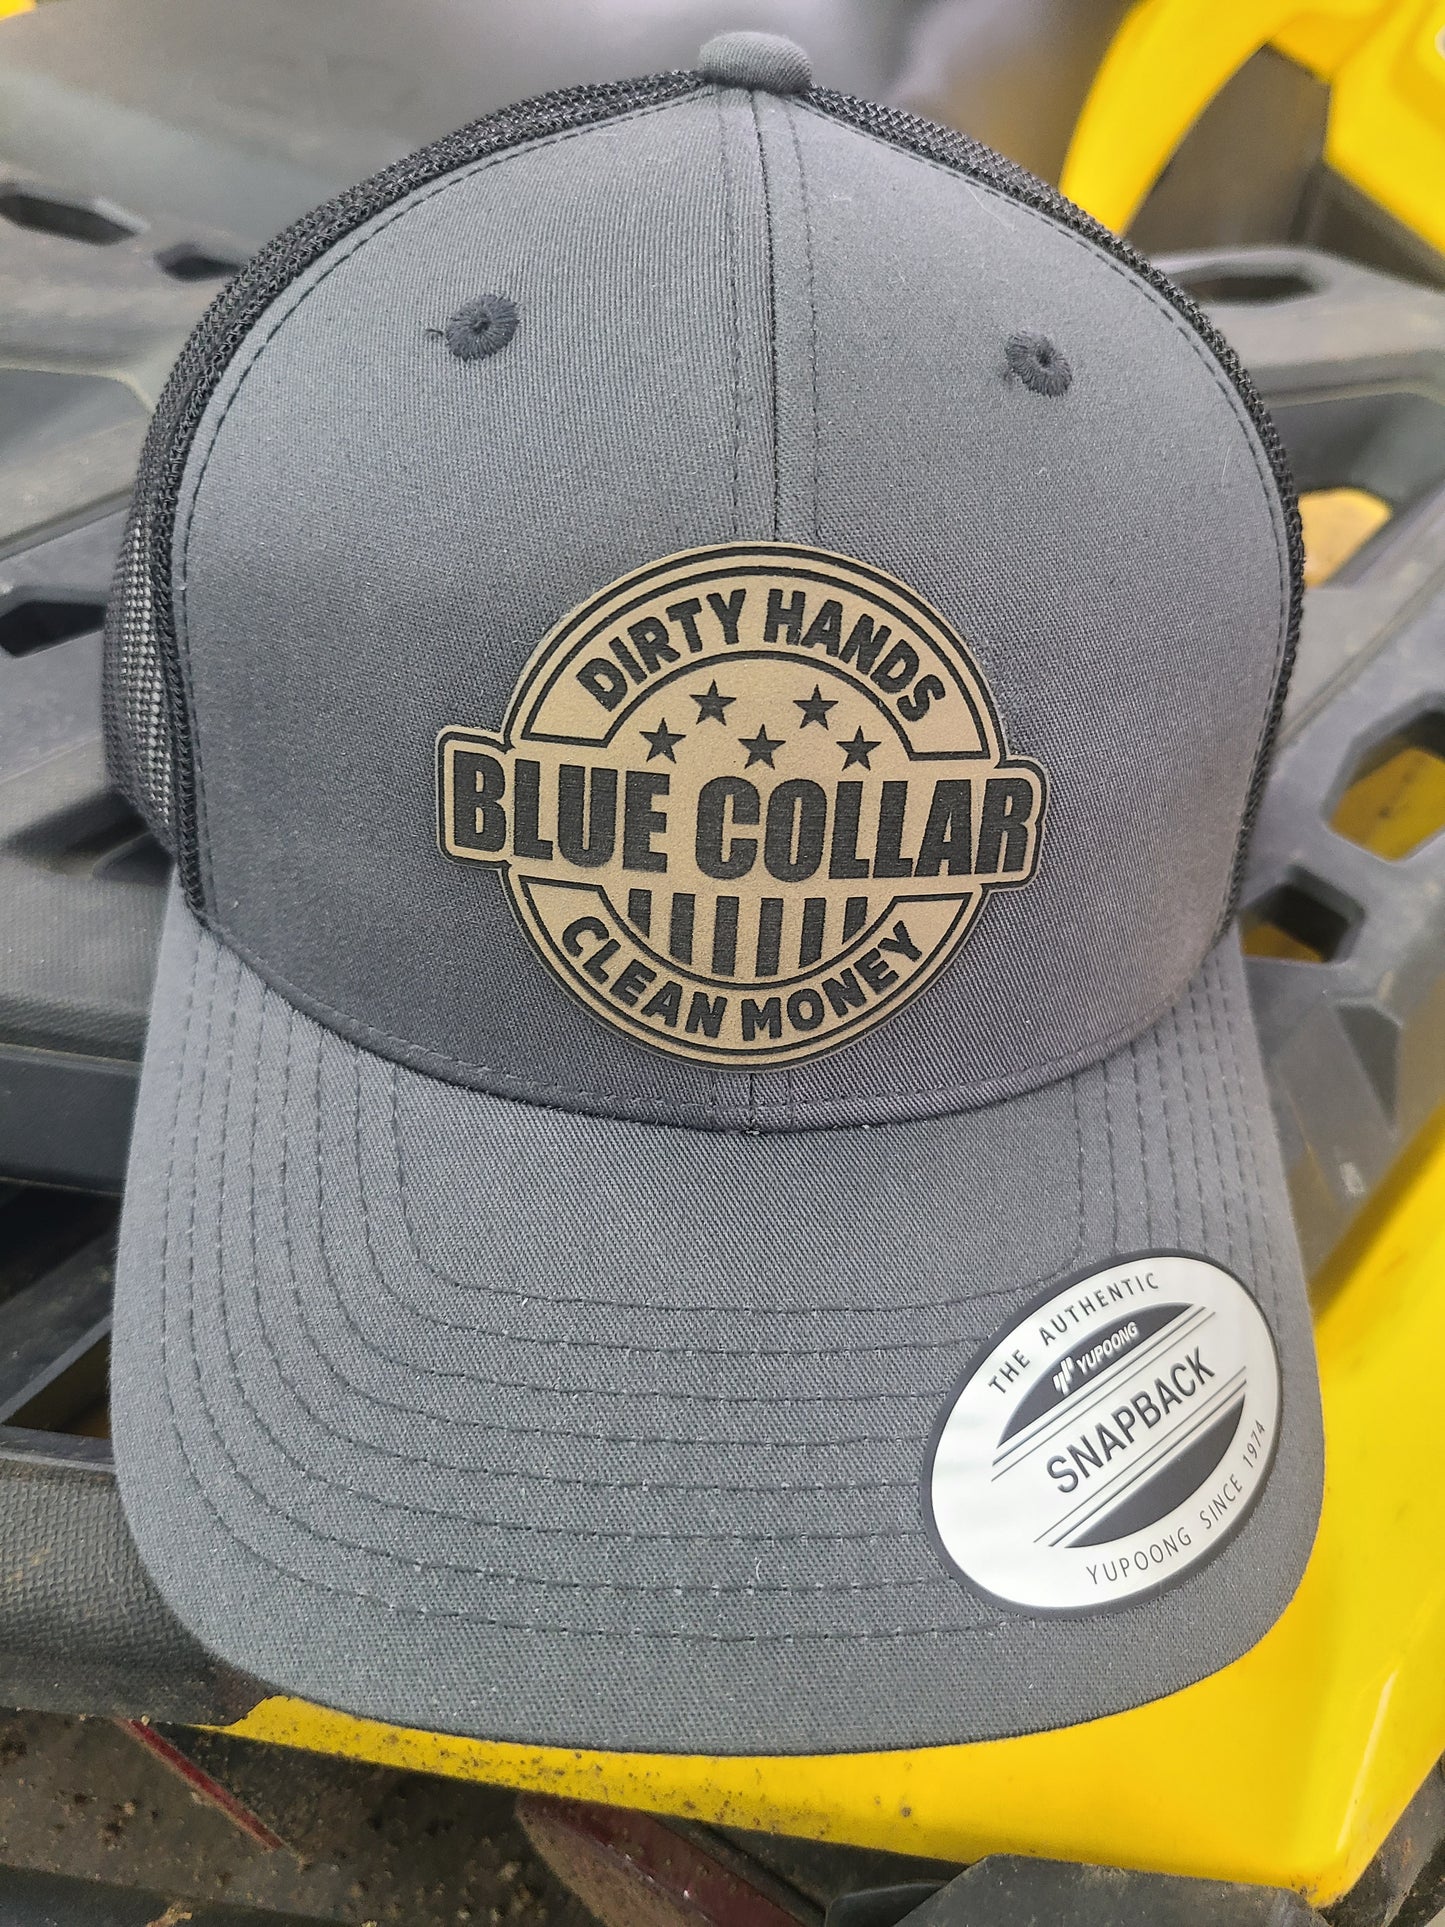 DIRTY HANDS
BLUE COLLAR
CLEAN MONEY
THE AUTHENTIC
YUPOONG
SNAPBACK
YUPOONG SINCE 1974